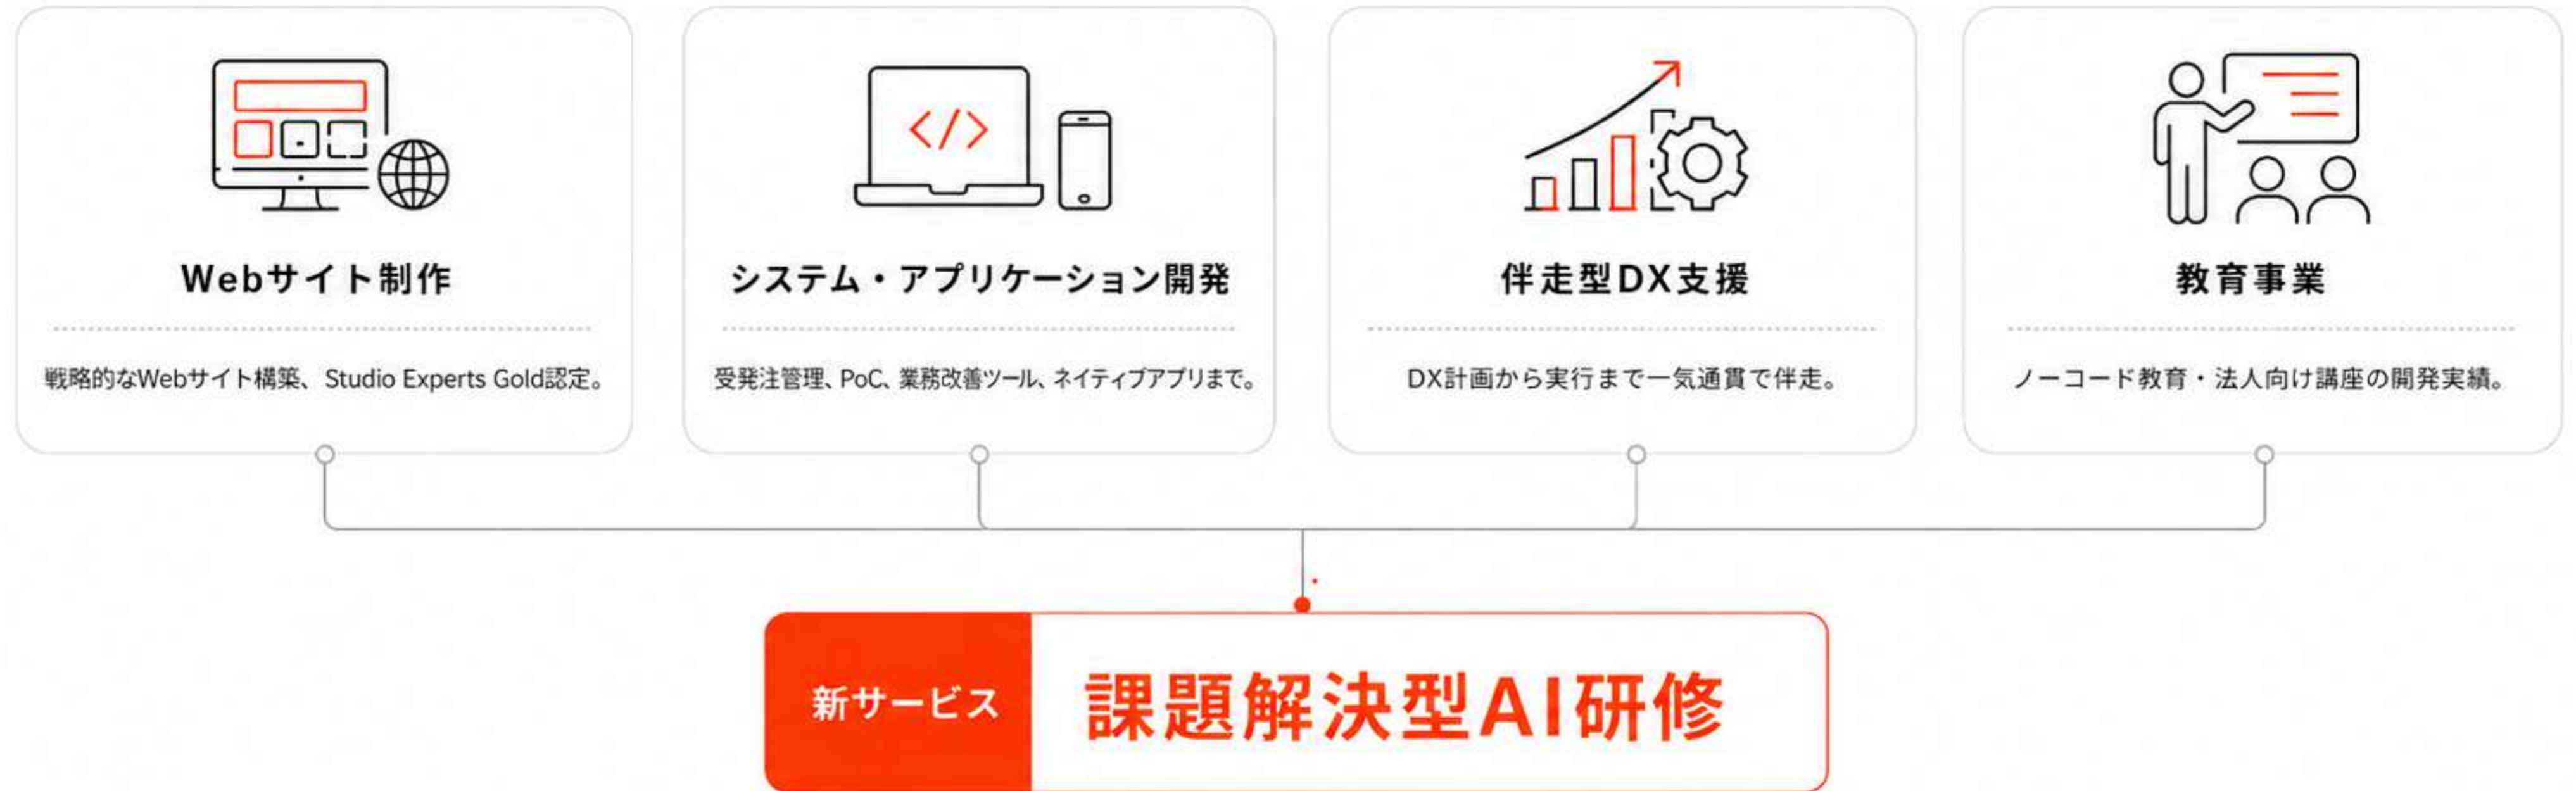 Webサイト制作
戦略的なWebサイト構築、Studio Experts Gold認定。
システム・アプリケーション開発
受発注管理、PoC、業務改善ツール、ネイティブアプリまで。
伴走型DX支援
DX計画から実行まで一気通貫で伴走。
教育事業
ノーコード教育・法人向け講座の開発実績。
新サービス
課題解決型AI研修